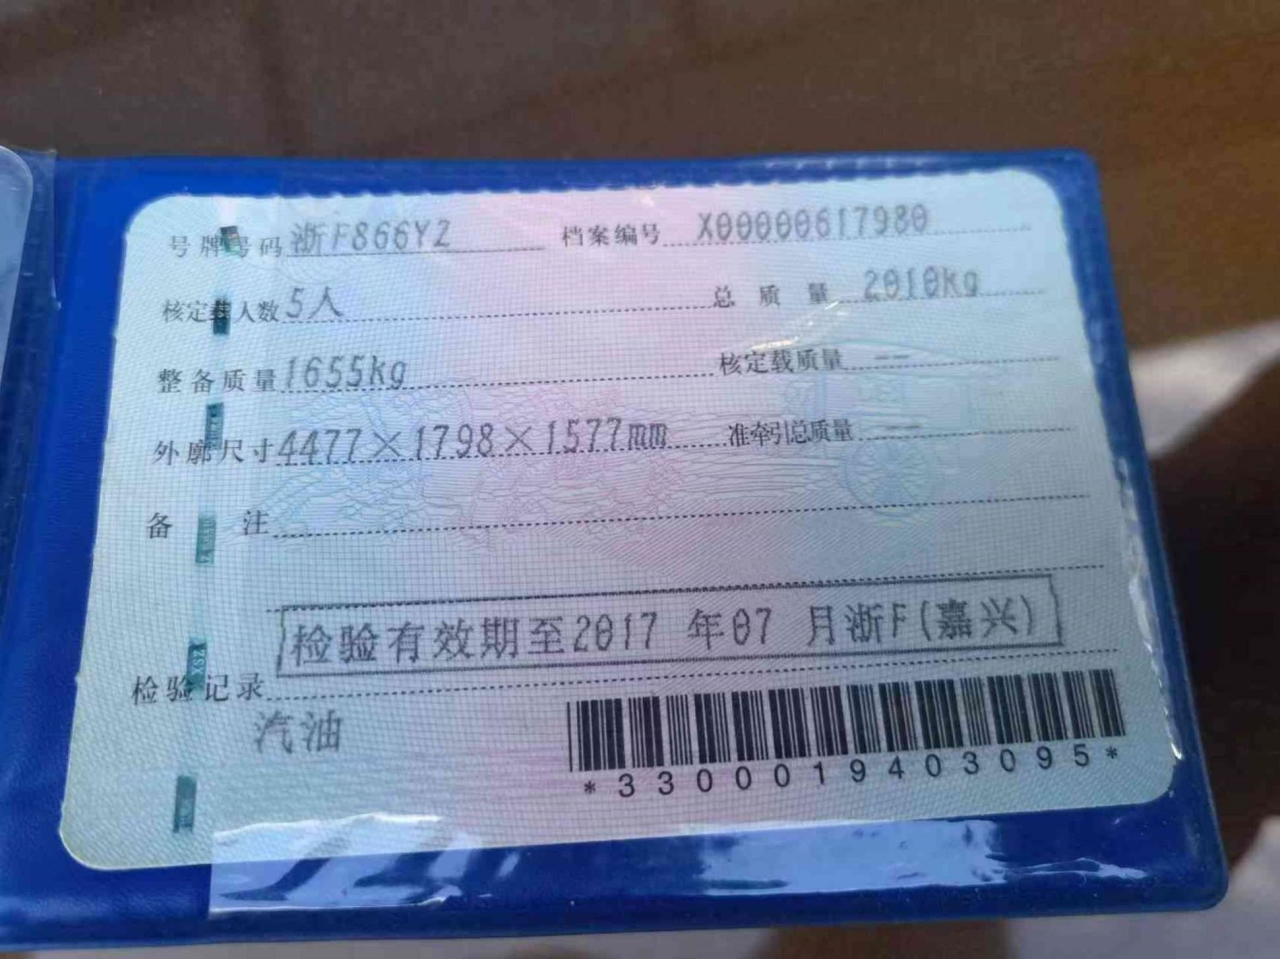 号牌号码 浙F866YZ 档案编号 X00000617980
核定载人数 5人 总质量 2010kg
整备质量 1655kg 核定载质量 --
外廓尺寸 4477×1798×1577mm 准牵引总质量 --
备注
检验有效期至2017 年07 月浙F(嘉兴)
检验记录
汽油
*3300019403095*